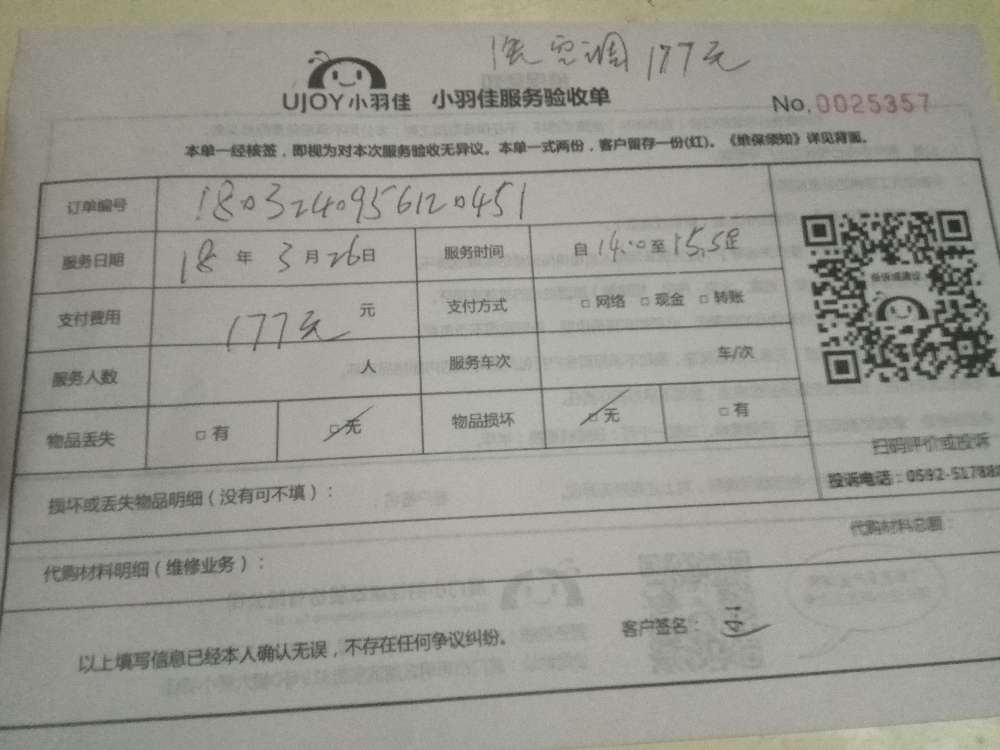 洗空调 177元
UJOY小羽佳 小羽佳服务验收单
No.0025357
本单一经核签，即视为对本次服务验收无异议。本单一式两份，客户留存一份(红)。《维保须知》详见背面。
订单编号 1803240956120451
服务日期 18 年 3 月 26 日 服务时间 自 14:00 至 15:58 止
支付费用 177元 元 支付方式 □ 网络 □ 现金 □ 转账
服务人数 人 服务车次 车/次
物品丢失 □ 有 □ 无 物品损坏 □ 无 □ 有
投诉或建议
扫码评价或投诉
投诉电话：0592-51788
损坏或丢失物品明细（没有可不填）：
代购材料明细（维修业务）：
代购材料总额：
以上填写信息已经本人确认无误，不存在任何争议纠纷。
客户签名：